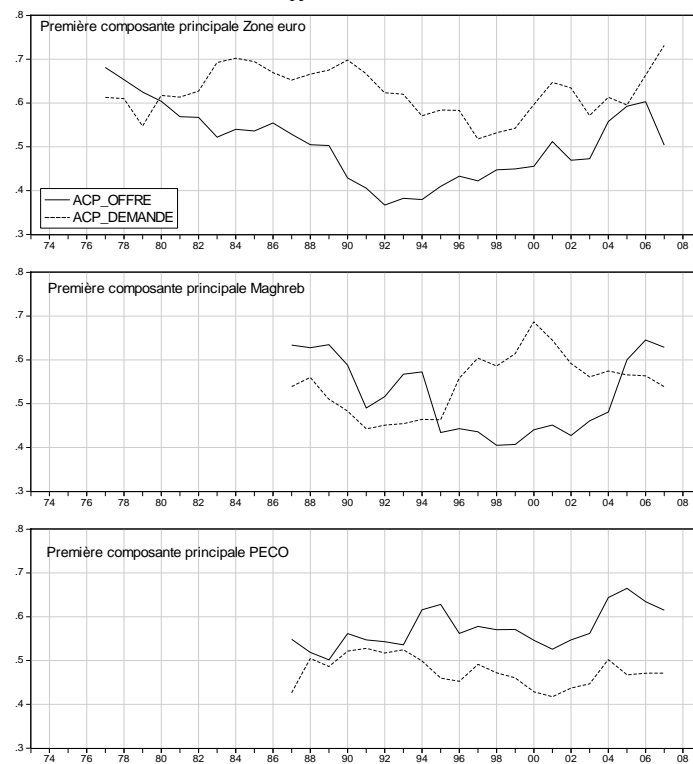 .8
Première composante principale Zone euro
.7
.6
.5
.4
ACP_OFFRE
ACP_DEMANDE
.3
74 76 78 80 82 84 86 88 90 92 94 96 98 00 02 04 06 08
.8
Première composante principale Maghreb
.7
.6
.5
.4
.3
74 76 78 80 82 84 86 88 90 92 94 96 98 00 02 04 06 08
.8
Première composante principale PECO
.7
.6
.5
.4
.3
74 76 78 80 82 84 86 88 90 92 94 96 98 00 02 04 06 08